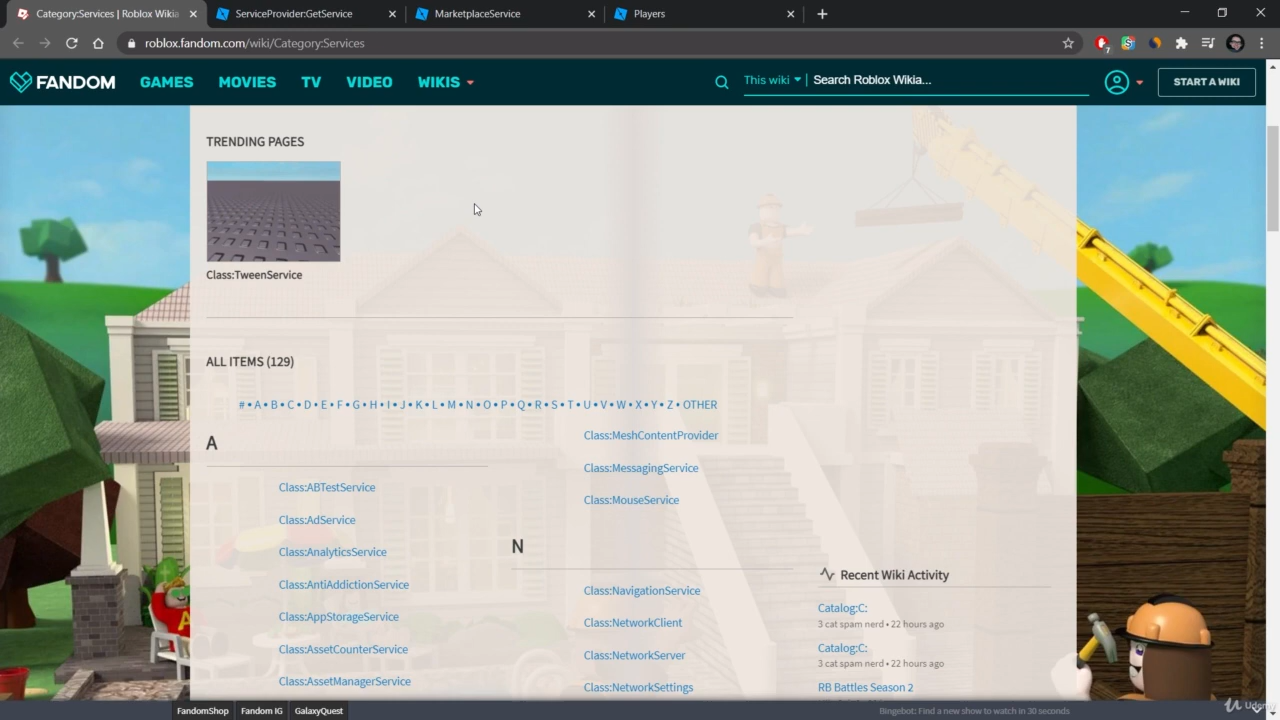 Category:Services | Roblox Wikia
ServiceProvider:GetService
MarketplaceService
Players
roblox.fandom.com/wiki/Category:Services
7
FANDOM GAMES MOVIES TV VIDEO WIKIS This wiki Search Roblox Wikia... START A WIKI
TRENDING PAGES
Class:TweenService
ALL ITEMS (129)
# • A • B • C • D • E • F • G • H • I • J • K • L • M • N • O • P • Q • R • S • T • U • V • W • X • Y • Z • OTHER
A
Class:ABTestService
Class:AdService
Class:AnalyticsService
Class:AntiAddictionService
Class:AppStorageService
Class:AssetCounterService
Class:AssetManagerService
Class:MeshContentProvider
Class:MessagingService
Class:MouseService
N
Class:NavigationService
Class:NetworkClient
Class:NetworkServer
Class:NetworkSettings
Recent Wiki Activity
Catalog:C:
3 cat spam nerd • 22 hours ago
Catalog:C:
3 cat spam nerd • 22 hours ago
RB Battles Season 2
FandomShop Fandom IG GalaxyQuest
Bingebot: Find a new show to watch in 30 seconds
Udemy